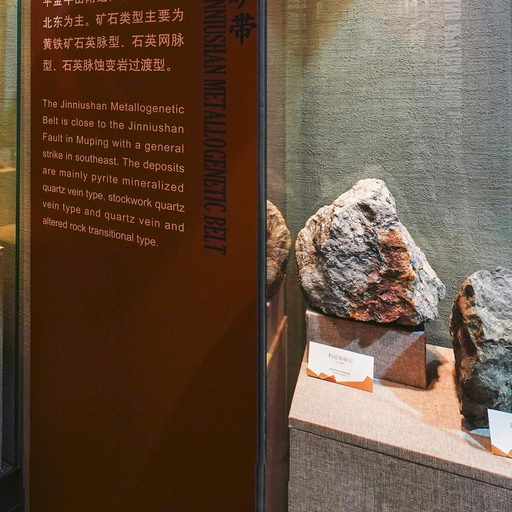 北东为主。矿石类型主要为
黄铁矿石英脉型、石英网脉
型、石英脉蚀变岩过渡型。
The Jinniushan Metallogenetic
Belt is close to the Jinniushan
Fault in Muping with a general
strike in southeast. The deposits
are mainly pyrite mineralized
quartz vein type, stockwork quartz
vein type and quartz vein and
altered rock transitional type.
带
JINNIUSHAN METALLOGENETIC BELT